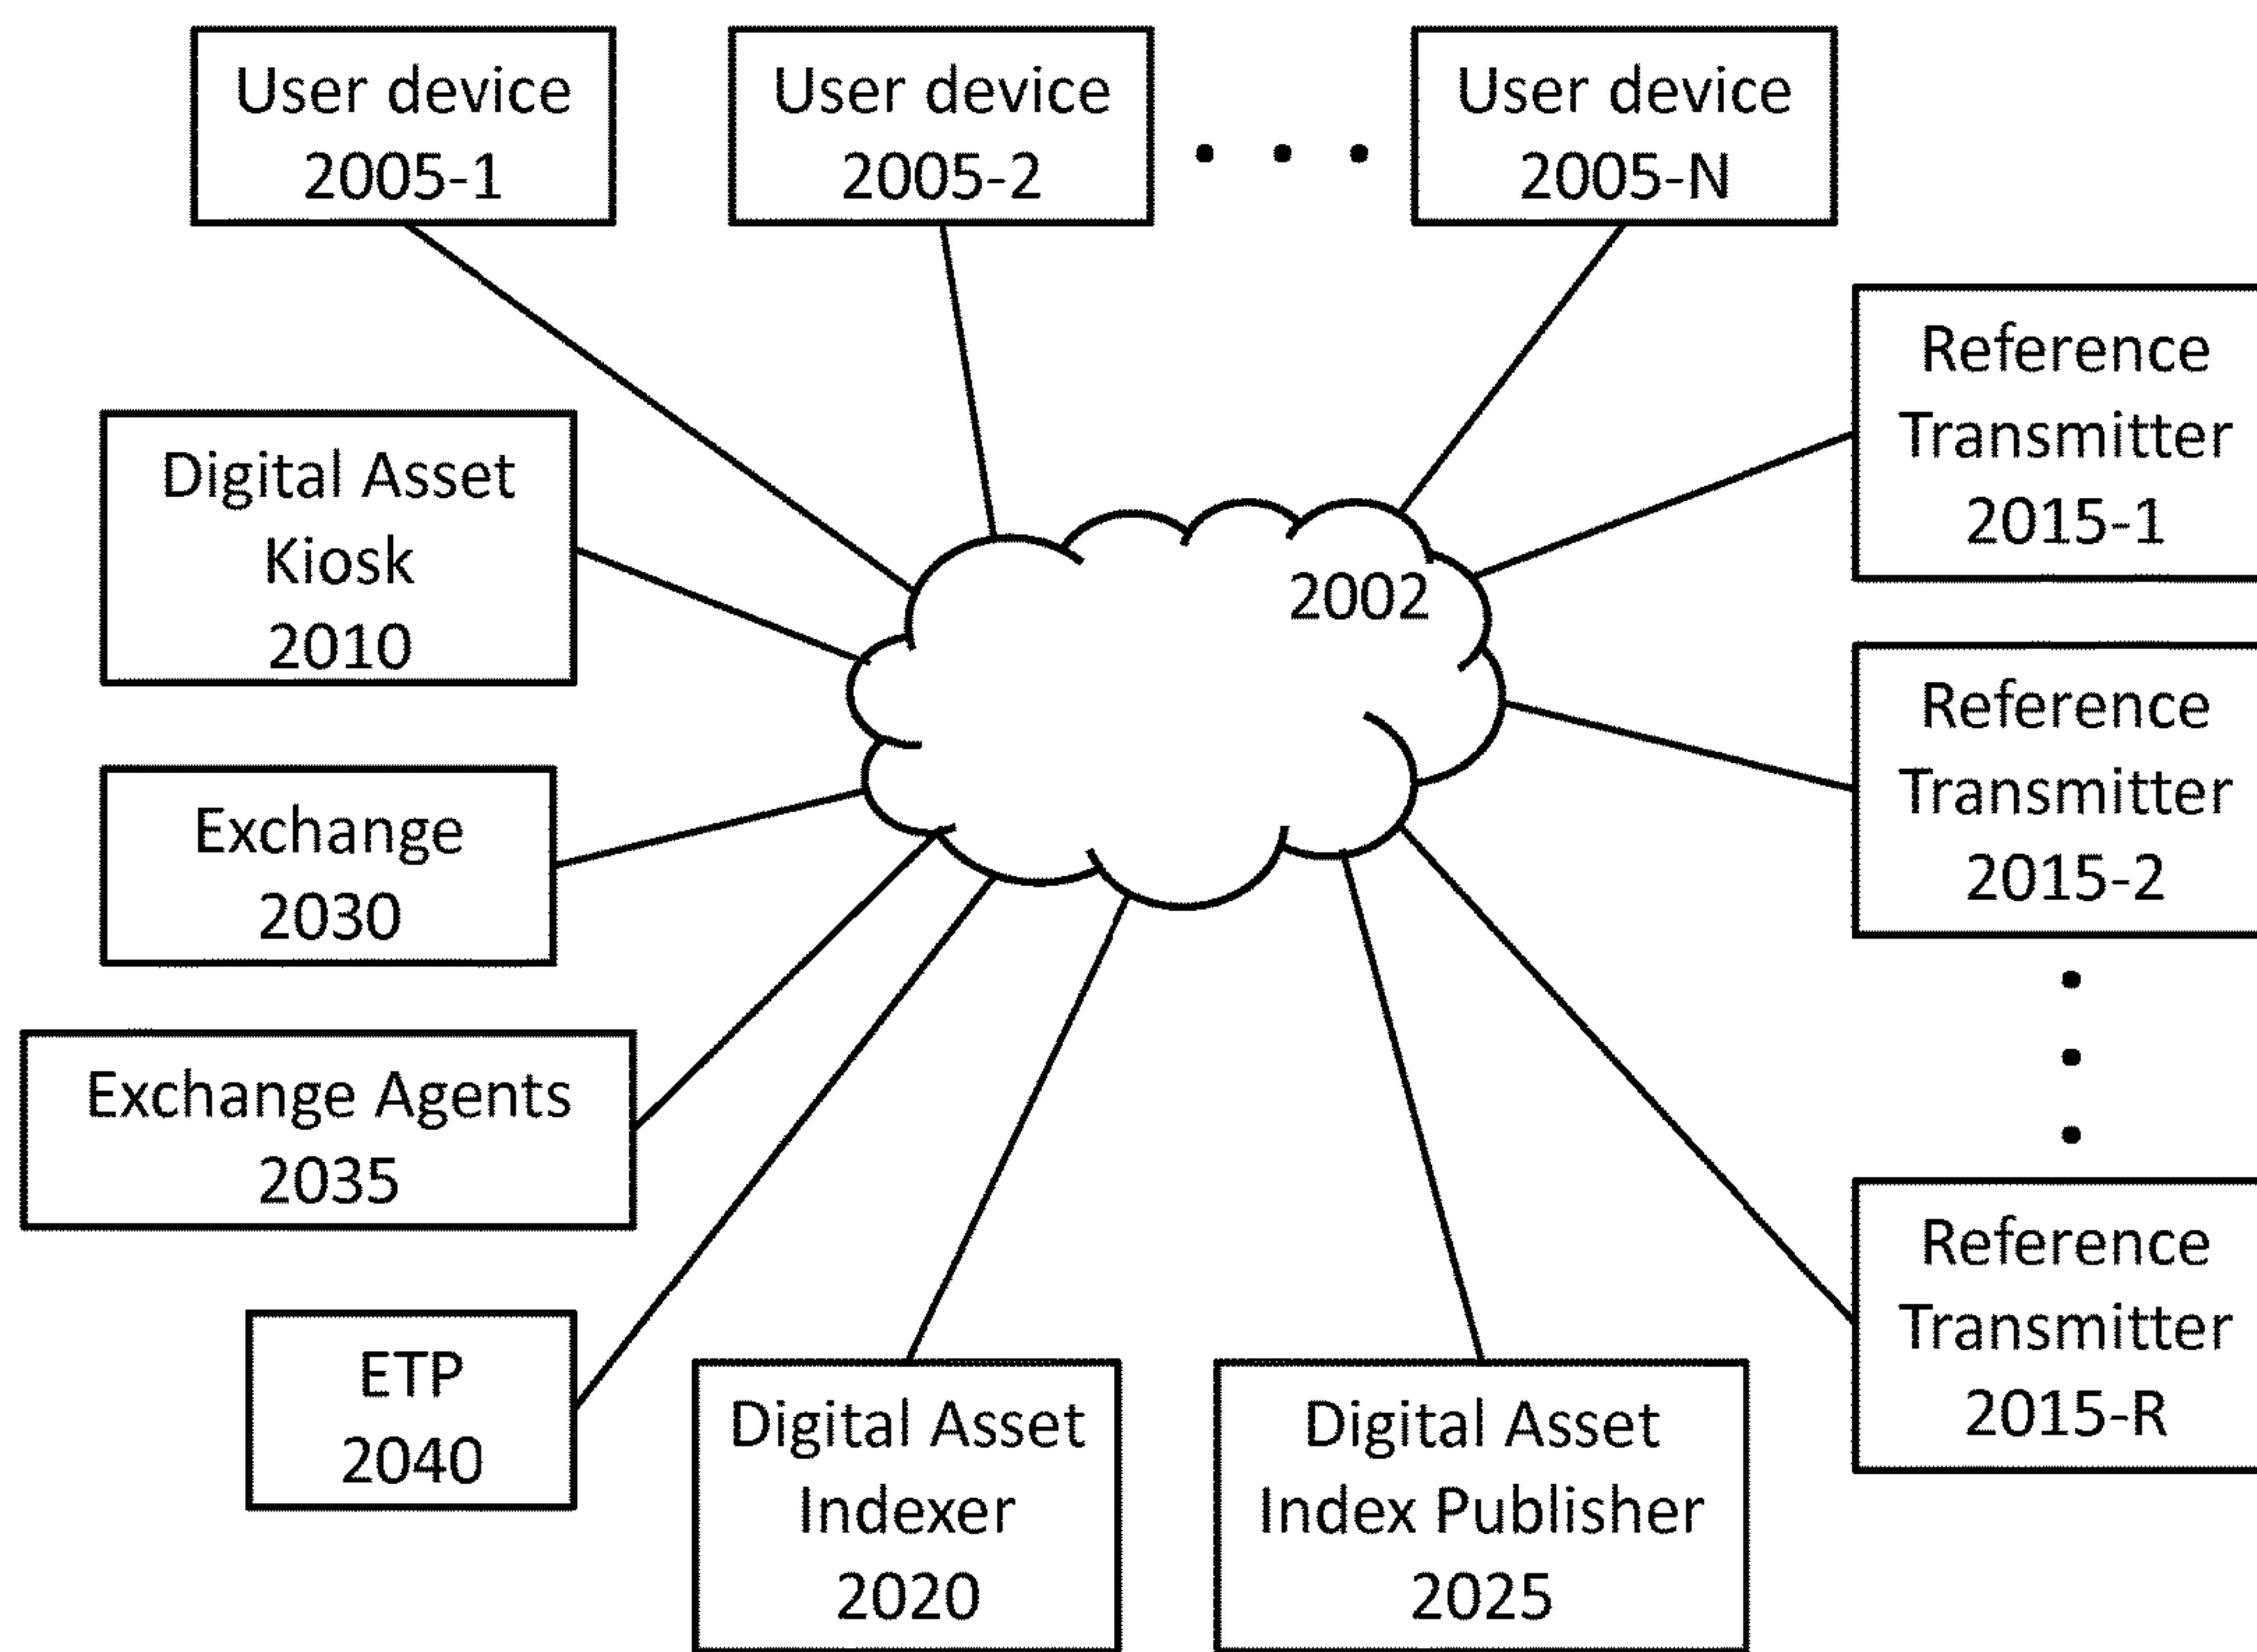 User device
2005-1
User device
2005-2
. . .
User device
2005-N
Reference
Transmitter
2015-1
Digital Asset
Kiosk
2010
2002
Reference
Transmitter
2015-2
Exchange
2030
Exchange Agents
2035
Reference
Transmitter
2015-R
ETP
2040
Digital Asset
Indexer
2020
Digital Asset
Index Publisher
2025